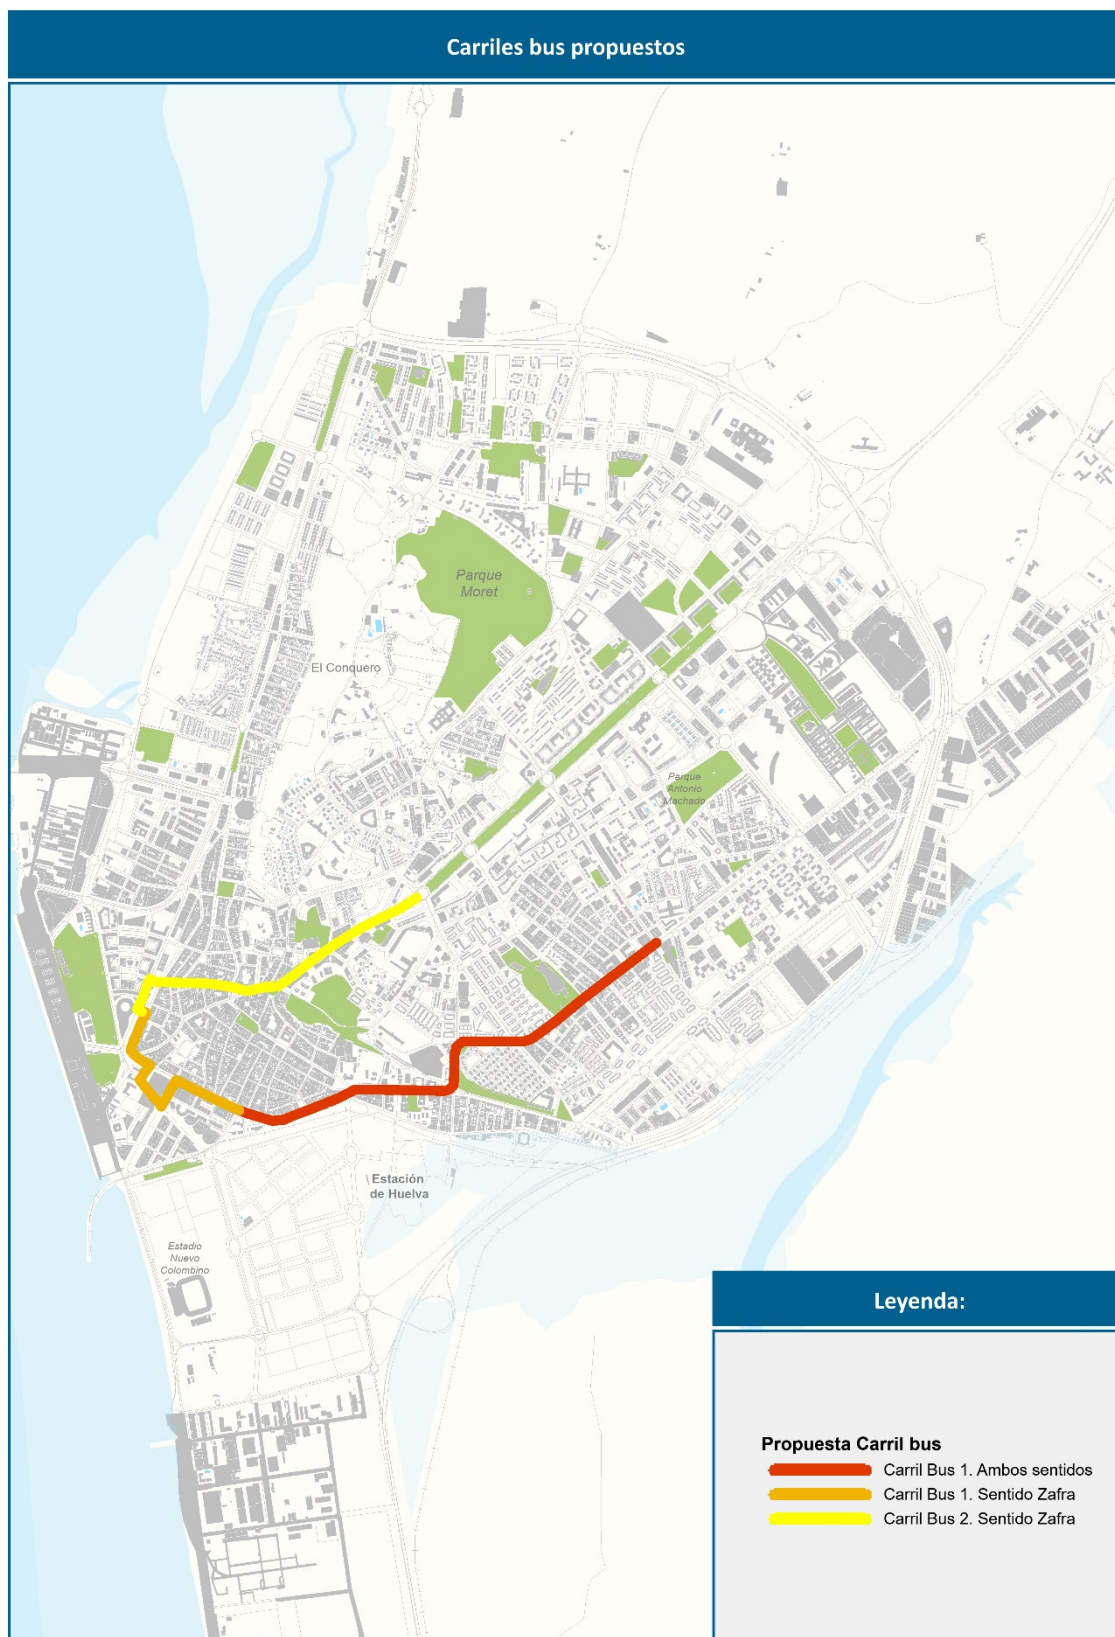 Carriles bus propuestos
Parque
Moret
El Conquero
Parque
Antonio
Machado
Estación
de Huelva
Estadio
Nuevo
Colombino
Leyenda:
Propuesta Carril bus
Carril Bus 1. Ambos sentidos
Carril Bus 1. Sentido Zafra
Carril Bus 2. Sentido Zafra